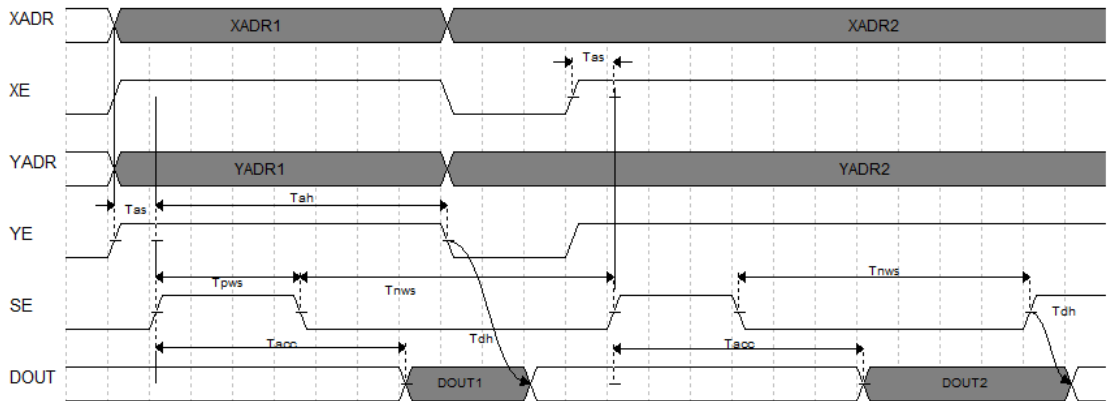 XADR
XADR1
XADR2
Tas
XE
YADR
YADR1
YADR2
Tas
Tah
YE
Tpws
Tnws
Tnws
SE
Tdh
Tdh
Tacc
Tacc
DOUT
DOUT1
DOUT2